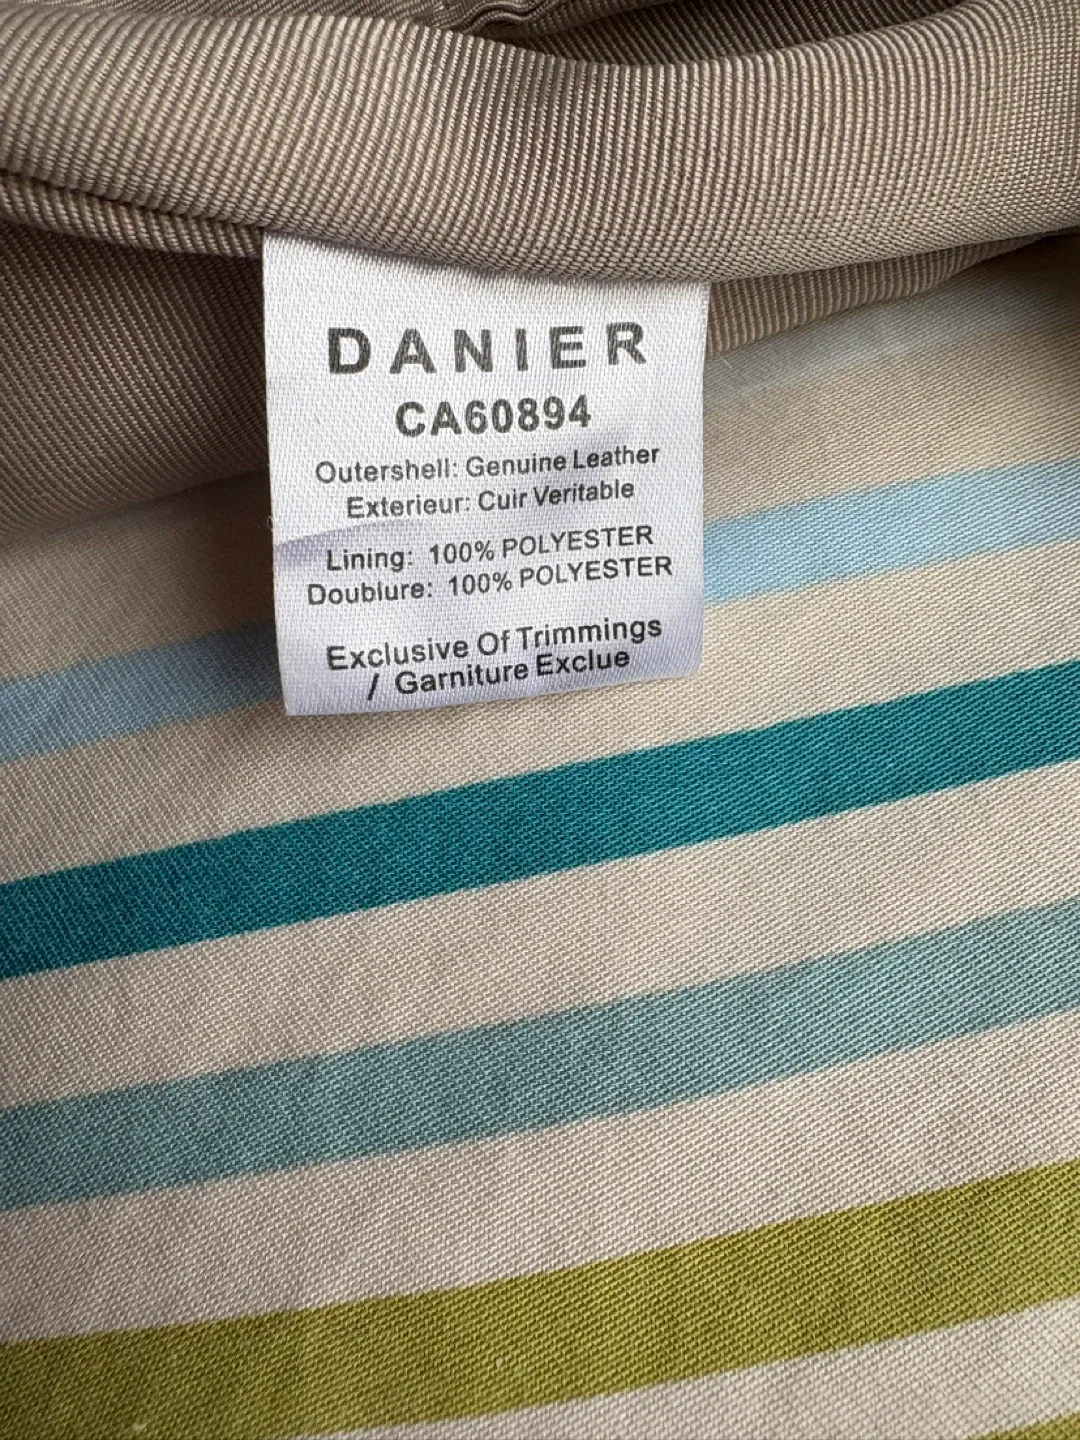 DANIER
CA60894
Outershell: Genuine Leather
Exterieur: Cuir Veritable
Lining: 100% POLYESTER
Doublure: 100% POLYESTER
Exclusive Of Trimmings
/ Garniture Exclue